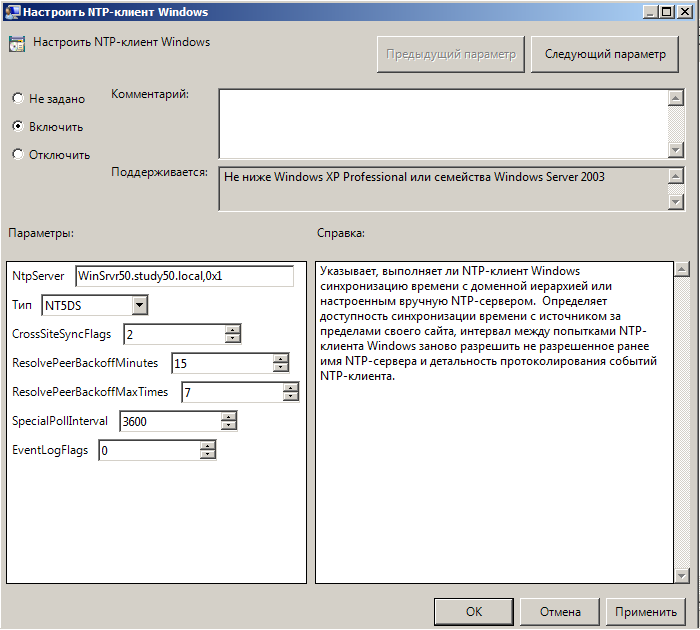 Настроить NTP-клиент Windows
Настроить NTP-клиент Windows
Предыдущий параметр
Следующий параметр
Не задано
Включить
Отключить
Комментарий:
Поддерживается:
Не ниже Windows XP Professional или семейства Windows Server 2003
Параметры:
Справка:
NtpServer WinSrvr50.study50.local,0x1
Тип NT5DS
CrossSiteSyncFlags 2
ResolvePeerBackoffMinutes 15
ResolvePeerBackoffMaxTimes 7
SpecialPollInterval 3600
EventLogFlags 0
Указывает, выполняет ли NTP-клиент Windows
синхронизацию времени с доменной иерархией или
настроенным вручную NTP-сервером. Определяет
доступность синхронизации времени с источником за
пределами своего сайта, интервал между попытками NTP-
клиента Windows заново разрешить не разрешенное ранее
имя NTP-сервера и детальность протоколирования событий
NTP-клиента.
ОК
Отмена
Применить